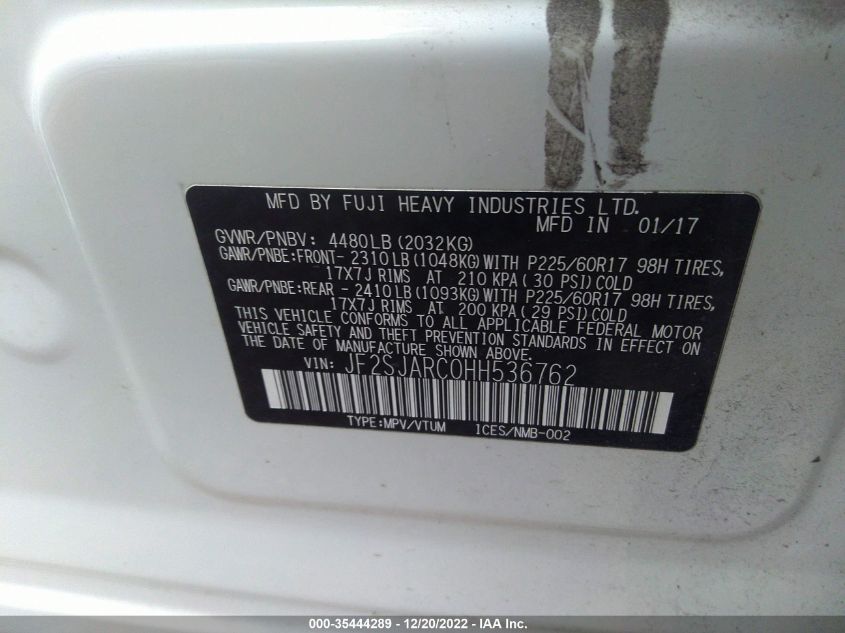 MFD BY FUJI HEAVY INDUSTRIES LTD.
MFD IN 01/17
GVWR/PNBV: 4480LB(2032KG)
GAWR/PNBE:FRONT- 2310LB(1048KG)WITH P225/60R17 98H TIRES,
17X7J RIMS AT 210 KPA( 30 PSI)COLD
GAWR/PNBE:REAR - 2410LB(1093KG)WITH P225/60R17 98H TIRES,
17X7J RIMS AT 200 KPA( 29 PSI)COLD
THIS VEHICLE CONFORMS TO ALL APPLICABLE FEDERAL MOTOR
VEHICLE SAFETY AND THEFT PREVENTION STANDARDS IN EFFECT ON
THE DATE OF MANUFACTURE SHOWN ABOVE.
VIN: JF2SJARC0HH536762
TYPE:MPV/VTUM ICES/NMB-002
000-35444289 - 12/20/2022 - IAA Inc.